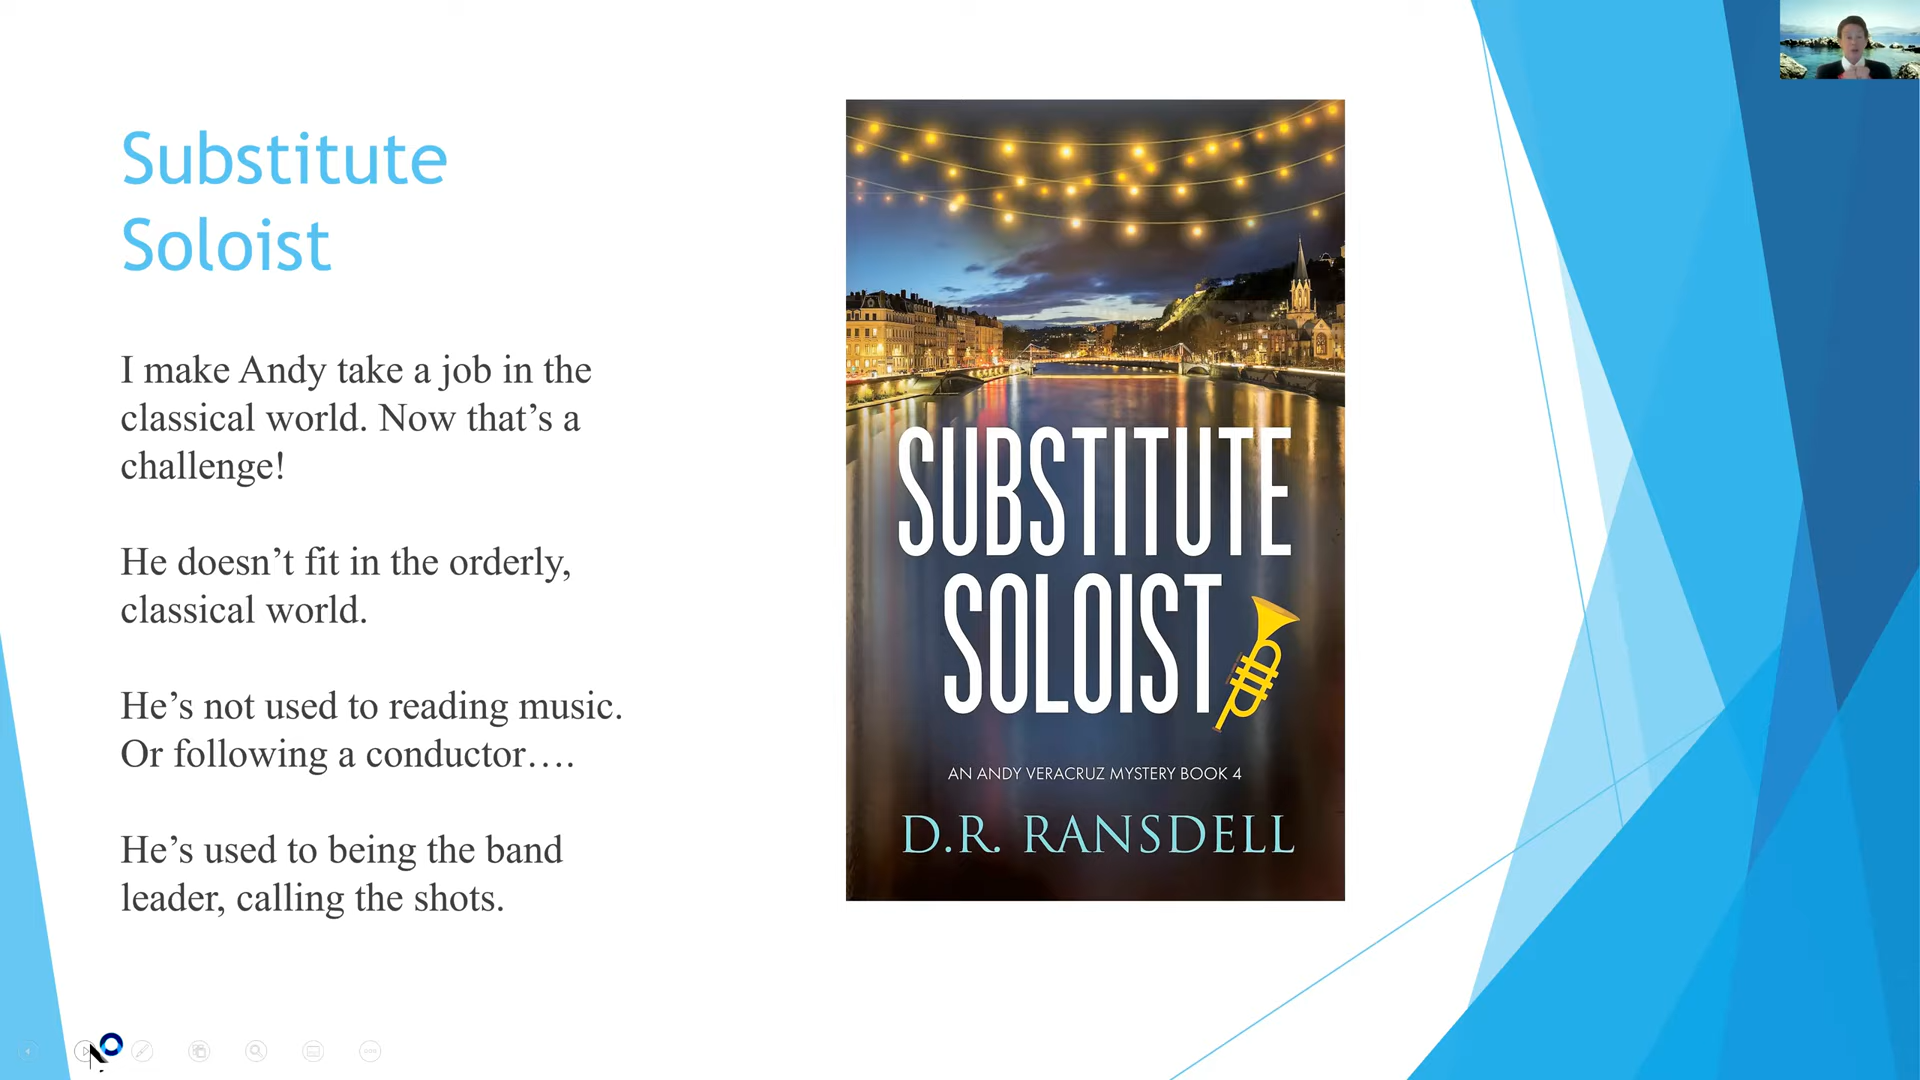 Substitute
Soloist
I make Andy take a job in the
classical world. Now that’s a
challenge!
He doesn’t fit in the orderly,
classical world.
He’s not used to reading music.
Or following a conductor….
He’s used to being the band
leader, calling the shots.
SUBSTITUTE
SOLOIST
AN ANDY VERACRUZ MYSTERY BOOK 4
D.R. RANSDELL